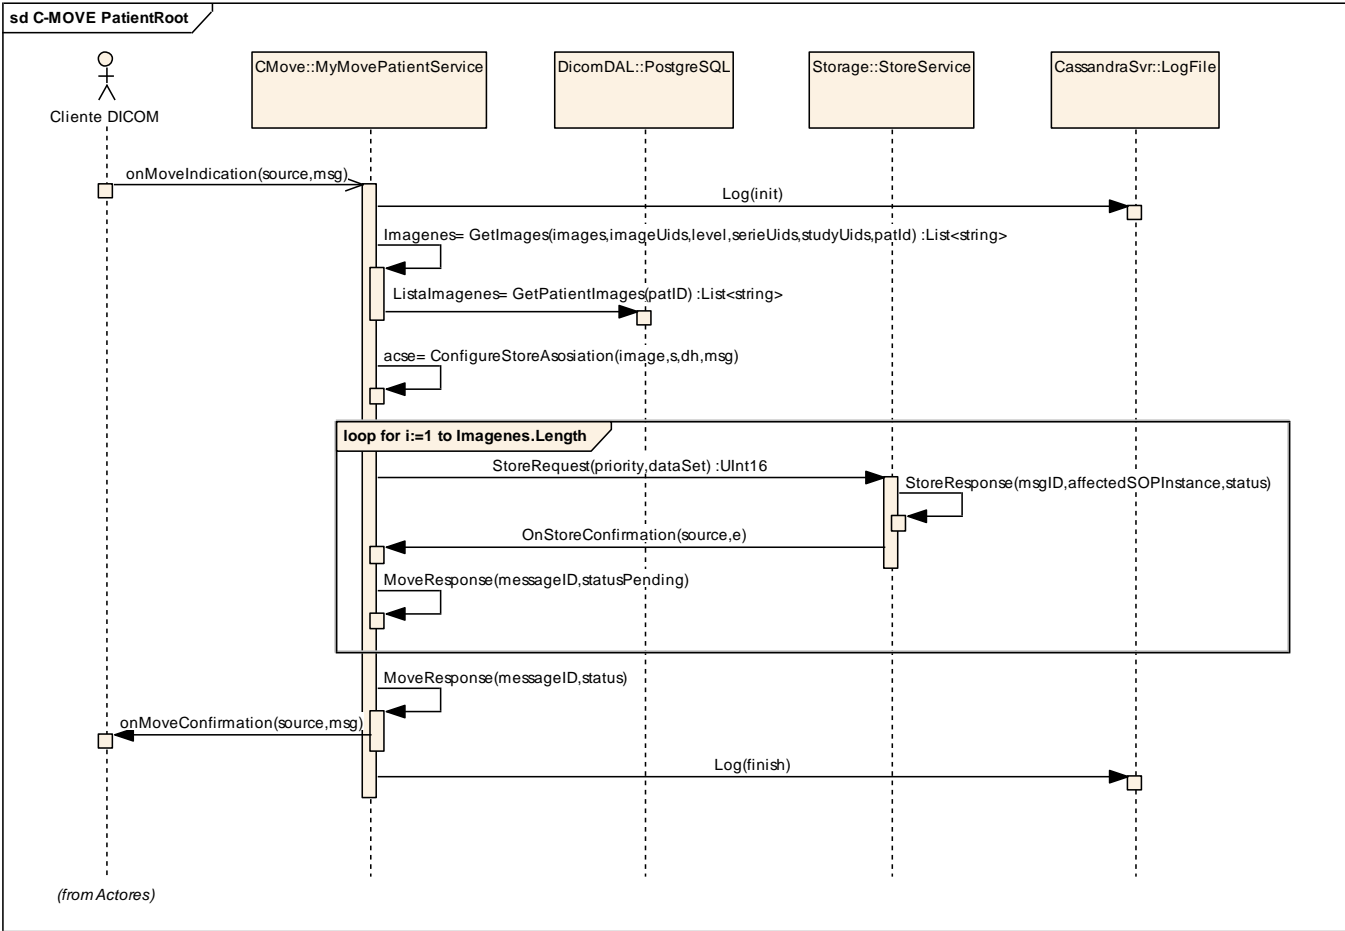 sd C-MOVE PatientRoot
Cliente DICOM
CMove::MyMovePatientService
DicomDAL::PostgreSQL
Storage::StoreService
CassandraSvr::LogFile
onMoveIndication(source,msg)
Log(init)
Imagenes= GetImages(images,imageUids,level,serieUids,studyUids,patId) :List<string>
ListaImagenes= GetPatientImages(patID) :List<string>
acse= ConfigureStoreAsosiation(image,s,dh,msg)
loop for i:=1 to Imagenes.Length
StoreRequest(priority,dataSet) :UInt16
StoreResponse(msgID,affectedSOPInstance,status)
OnStoreConfirmation(source,e)
MoveResponse(messageID,statusPending)
MoveResponse(messageID,status)
onMoveConfirmation(source,msg)
Log(finish)
(from Actores)